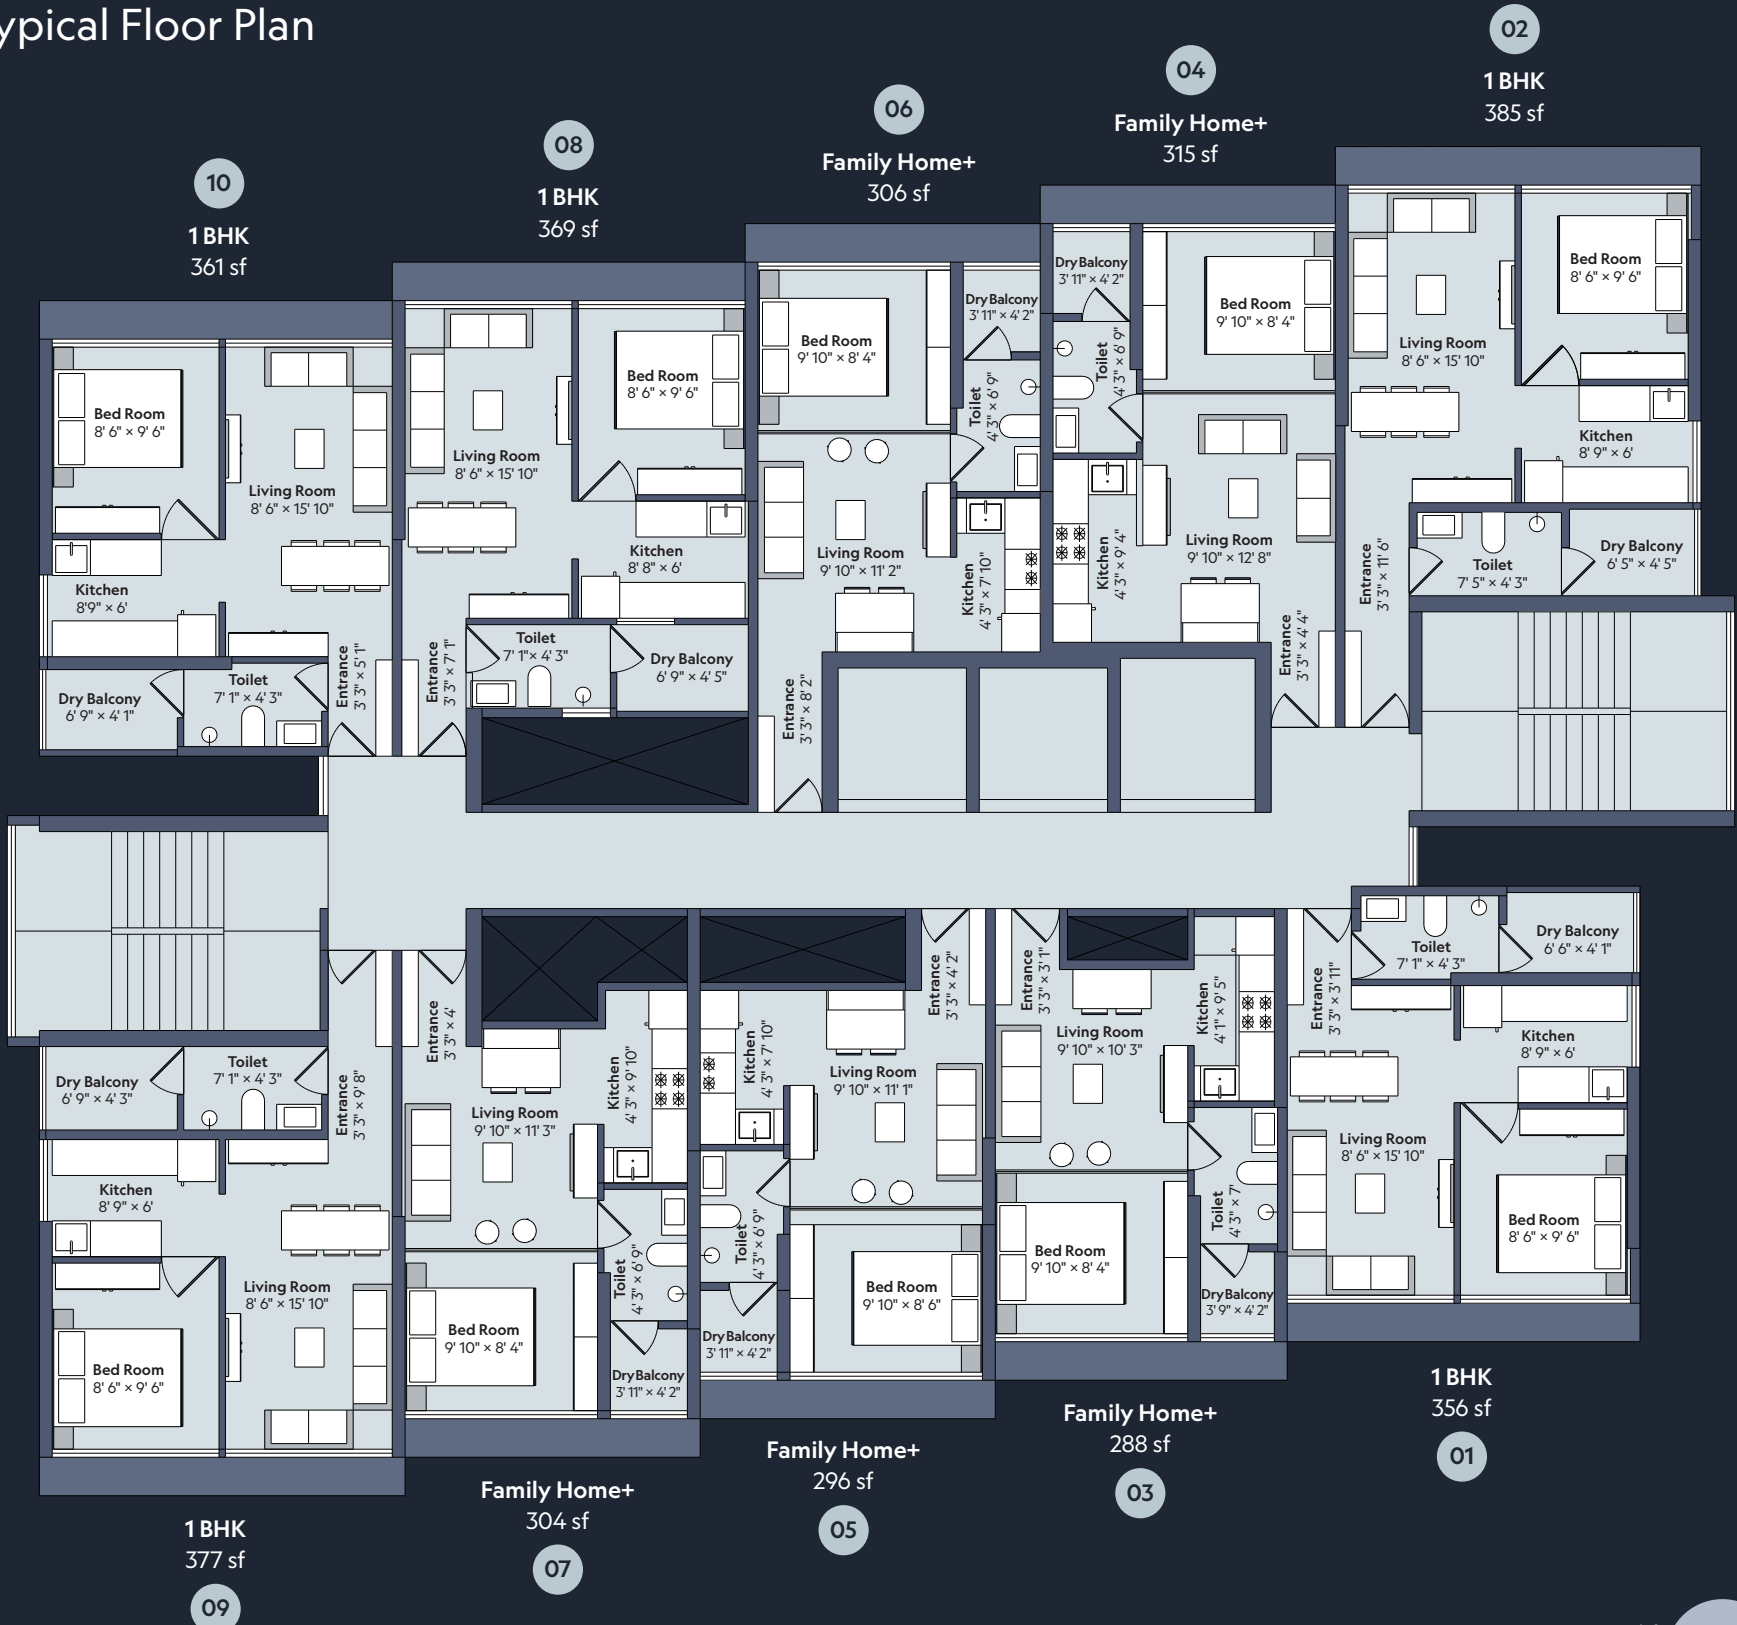 ypical Floor Plan
02
1 BHK
385 sf
04
Family Home+
315 sf
06
Family Home+
306 sf
08
1 BHK
369 sf
10
1 BHK
361 sf
Bed Room
8' 6" × 9' 6"
Living Room
8' 6" × 15' 10"
Kitchen
8'9" × 6'
Dry Balcony
6' 9" × 4' 1"
Toilet
7' 1" × 4' 3"
Entrance
3' 3" × 5' 1"
Living Room
8' 6" × 15' 10"
Bed Room
8' 6" × 9' 6"
Kitchen
8' 8" × 6'
Toilet
7' 1" × 4' 3"
Dry Balcony
6' 9" × 4' 5"
Entrance
3' 3" × 7' 1"
Bed Room
9' 10" × 8' 4"
Dry Balcony
3' 11" × 4' 2"
Toilet
4' 3" × 6' 9"
Living Room
9' 10" × 11' 2"
Kitchen
4' 3" × 7' 10"
Entrance
3' 3" × 8' 2"
Dry Balcony
3' 11" × 4' 2"
Toilet
4' 3" × 6' 9"
Bed Room
9' 10" × 8' 4"
Living Room
9' 10" × 12' 8"
Kitchen
4' 3" × 9' 4"
Entrance
3' 3" × 4' 4"
Living Room
8' 6" × 15' 10"
Bed Room
8' 6" × 9' 6"
Kitchen
8' 9" × 6'
Toilet
7' 5" × 4' 3"
Dry Balcony
6' 5" × 4' 5"
Entrance
3' 3" × 11' 6"
Dry Balcony
6' 9" × 4' 3"
Toilet
7' 1" × 4' 3"
Entrance
3' 3" × 9' 8"
Kitchen
8' 9" × 6'
Living Room
8' 6" × 15' 10"
Bed Room
8' 6" × 9' 6"
Entrance
3' 3" × 4'
Living Room
9' 10" × 11' 3"
Kitchen
4' 3" × 9' 10"
Toilet
4' 3" × 6' 9"
Bed Room
9' 10" × 8' 4"
Dry Balcony
3' 11" × 4' 2"
Entrance
3' 3" × 4' 2"
Kitchen
4' 3" × 7' 10"
Living Room
9' 10" × 11' 1"
Toilet
4' 3" × 6' 9"
Bed Room
9' 10" × 8' 6"
Dry Balcony
3' 11" × 4' 2"
Entrance
3' 3" × 3' 1"
Living Room
9' 10" × 10' 3"
Kitchen
4' 1" × 9' 5"
Toilet
4' 3" × 7'
Bed Room
9' 10" × 8' 4"
Dry Balcony
3' 9" × 4' 2"
Entrance
3' 3" × 3' 11"
Toilet
7' 1" × 4' 3"
Dry Balcony
6' 6" × 4' 1"
Kitchen
8' 9" × 6'
Living Room
8' 6" × 15' 10"
Bed Room
8' 6" × 9' 6"
1 BHK
356 sf
01
Family Home+
288 sf
03
Family Home+
296 sf
05
Family Home+
304 sf
07
1 BHK
377 sf
09